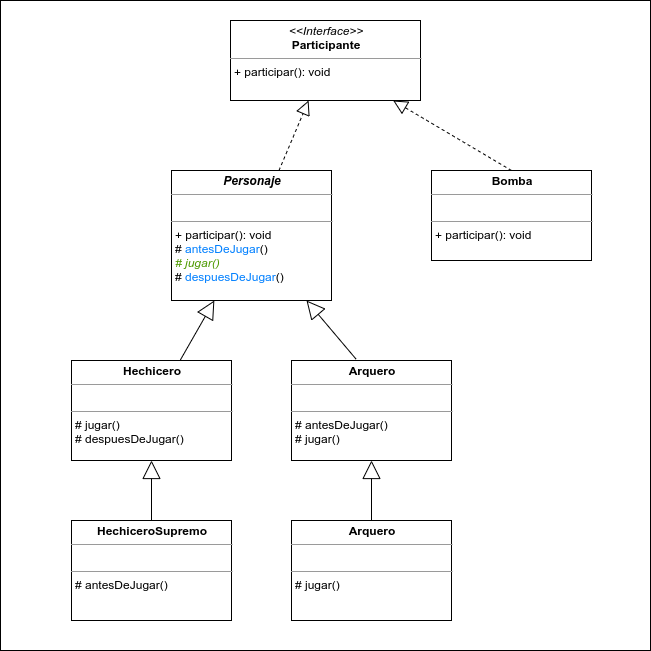 <<Interface>>
Participante
+ participar(): void
Personaje
+ participar(): void
# antesDeJugar()
# jugar()
# despuesDeJugar()
Bomba
+ participar(): void
Hechicero
# jugar()
# despuesDeJugar()
Arquero
# antesDeJugar()
# jugar()
HechiceroSupremo
# antesDeJugar()
Arquero
# jugar()